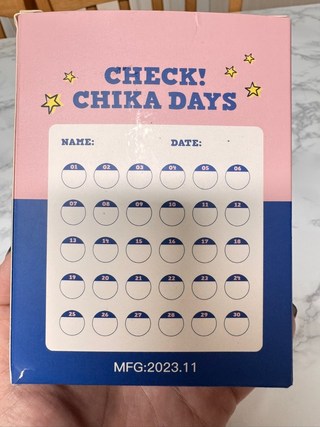 CHECK!
CHIKA DAYS
NAME: DATE:
01 02 03 04 05 06
07 08 09 10 11 12
13 14 15 16 17 18
19 20 21 22 23 24
25 26 27 28 29 30
MFG:2023.11